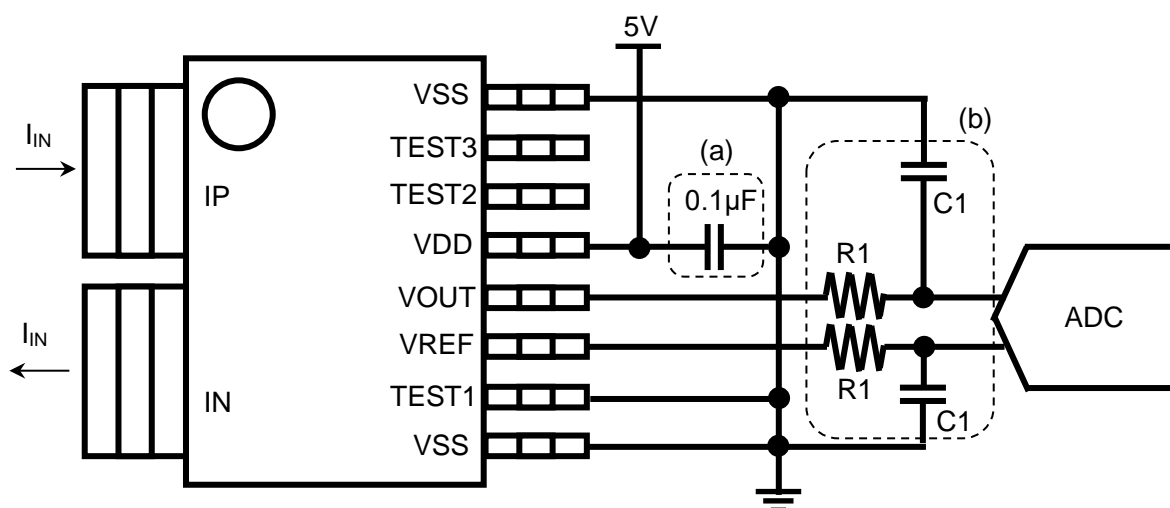 5V
VSS
(b)
TEST3
(a)
I_IN
TEST2
0.1µF
C1
IP
VDD
R1
VOUT
ADC
I_IN
VREF
R1
IN
TEST1
C1
VSS